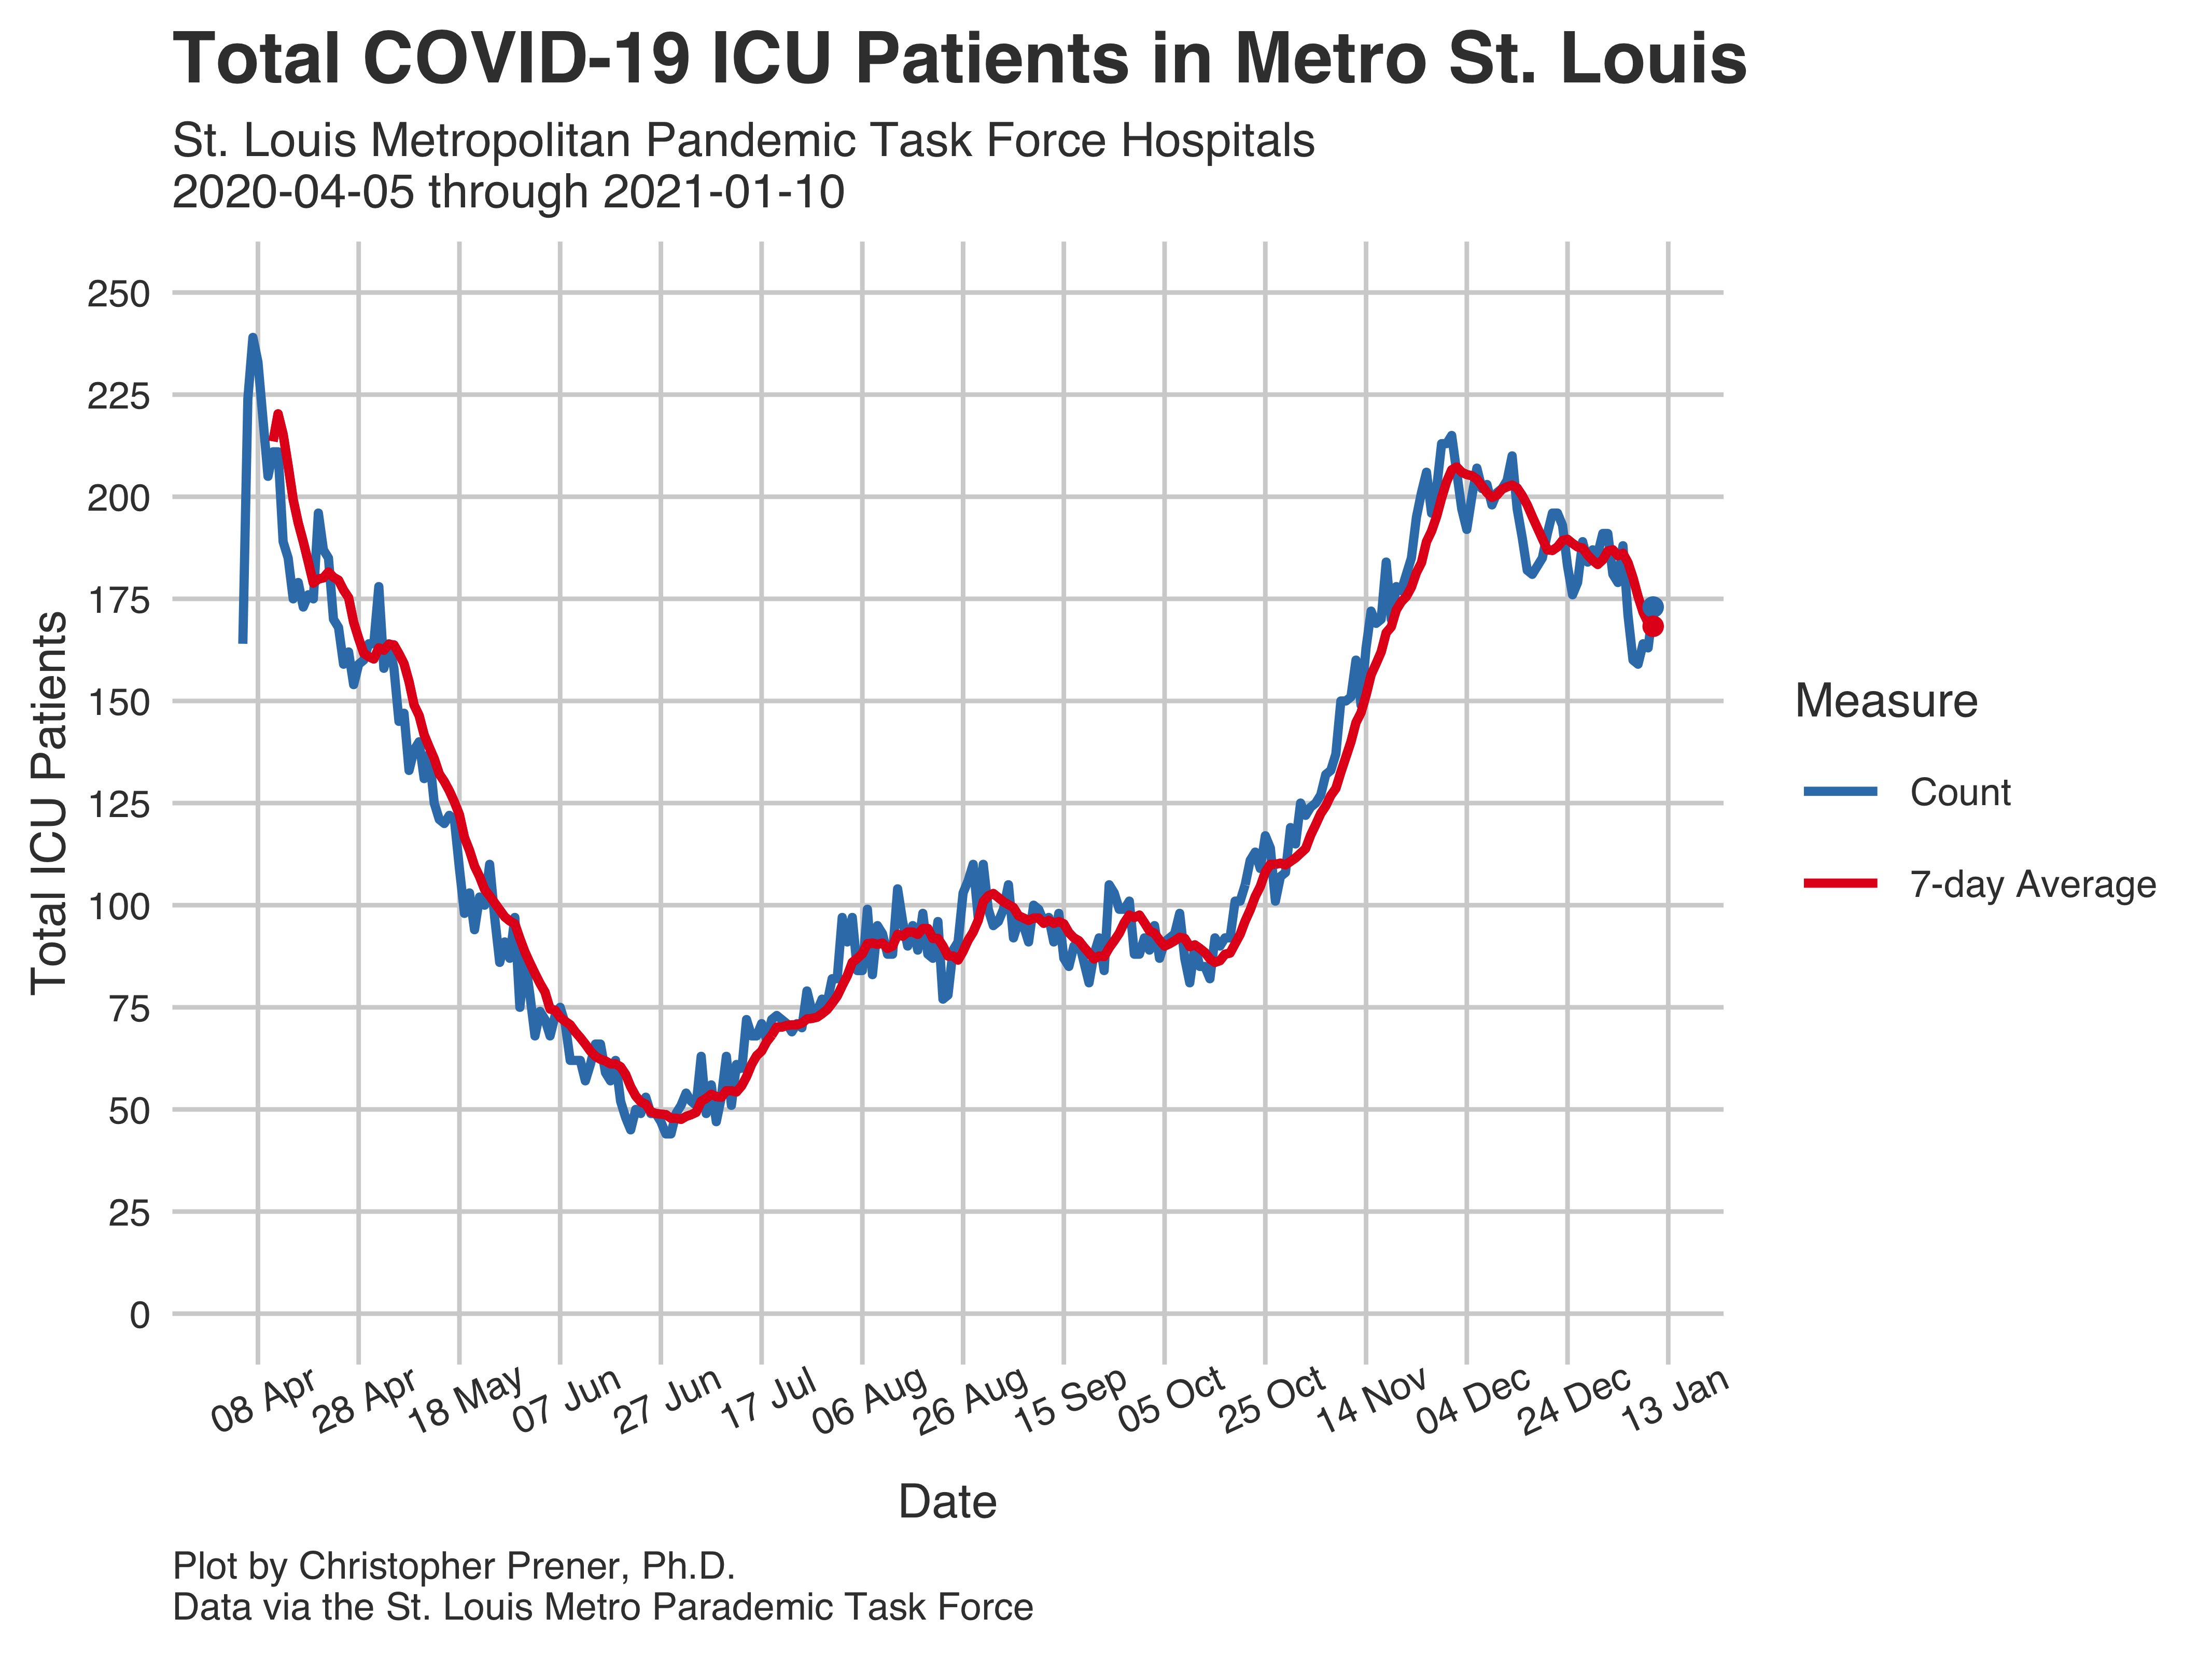 Total COVID-19 ICU Patients in Metro St. Louis
St. Louis Metropolitan Pandemic Task Force Hospitals
2020-04-05 through 2021-01-10
250
225
200
175
150
125
100
75
50
25
0
Total ICU Patients
08 Apr
28 Apr
18 May
07 Jun
27 Jun
17 Jul
06 Aug
26 Aug
15 Sep
05 Oct
25 Oct
14 Nov
04 Dec
24 Dec
13 Jan
Date
Measure
Count
7-day Average
Plot by Christopher Prener, Ph.D.
Data via the St. Louis Metro Parademic Task Force